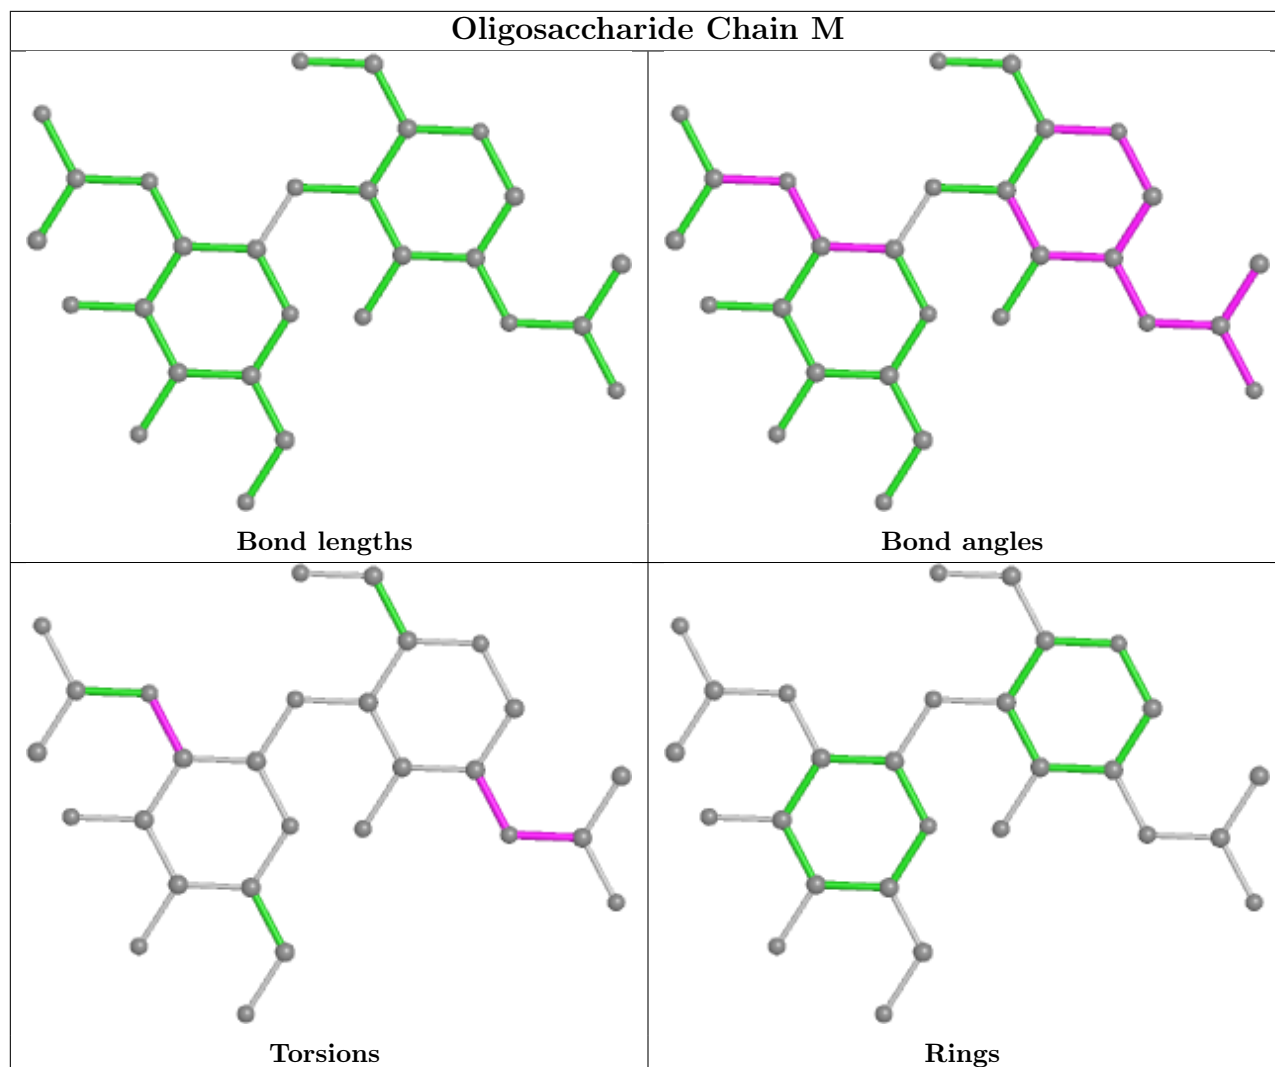 Oligosaccharide Chain M
Bond lengths
Bond angles
Torsions
Rings